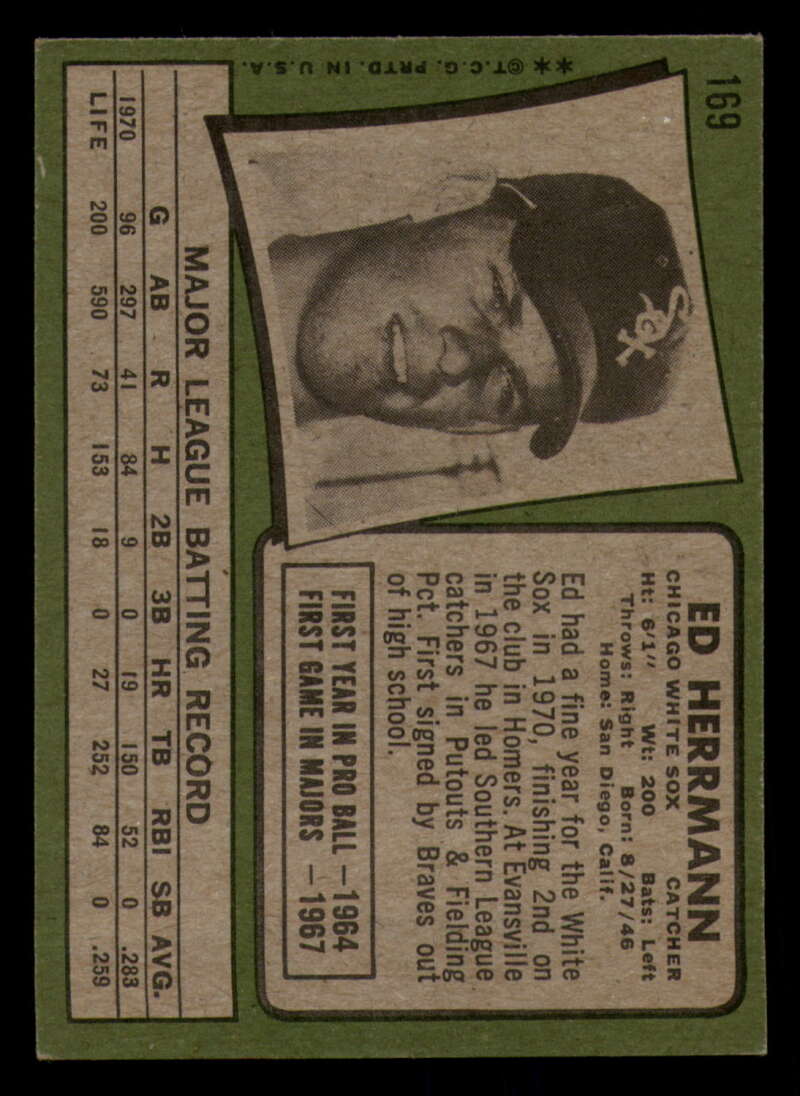 169
**©T.C.G. PRTD. IN U.S.A.
SOX
ED HERRMANN
CHICAGO WHITE SOX CATCHER
Ht: 6'1" Wt: 200 Bats: Left
Throws: Right Born: 8/27/46
Home: San Diego, Calif.
Ed had a fine year for the White
Sox in 1970, finishing 2nd on
the club in Homers. At Evansville
in 1967 he led Southern League
catchers in Putouts & Fielding
Pct. First signed by Braves out
of high school.
FIRST YEAR IN PRO BALL —1964
FIRST GAME IN MAJORS —1967
MAJOR LEAGUE BATTING RECORD
G AB R H 2B 3B HR TB RBI SB AVG.
1970 96 297 41 84 9 0 19 150 52 0 .283
LIFE 200 590 73 153 18 0 27 252 84 0 .259